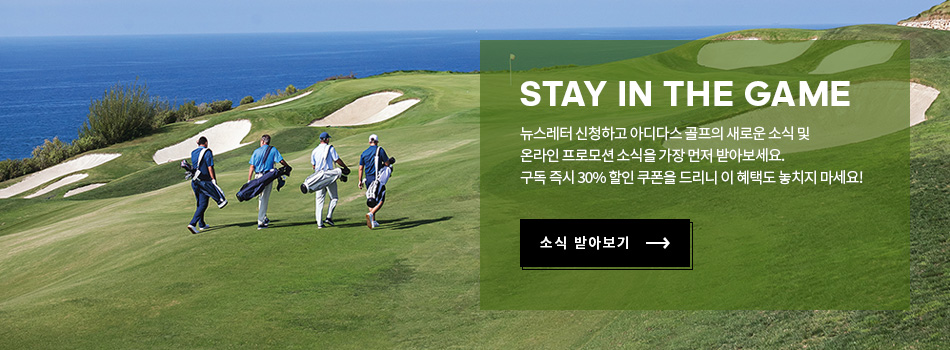 STAY IN THE GAME
뉴스레터 신청하고 아디다스 골프의 새로운 소식 및
온라인 프로모션 소식을 가장 먼저 받아보세요.
구독 즉시 30% 할인 쿠폰을 드리니 이 혜택도 놓치지 마세요!
소식 받아보기